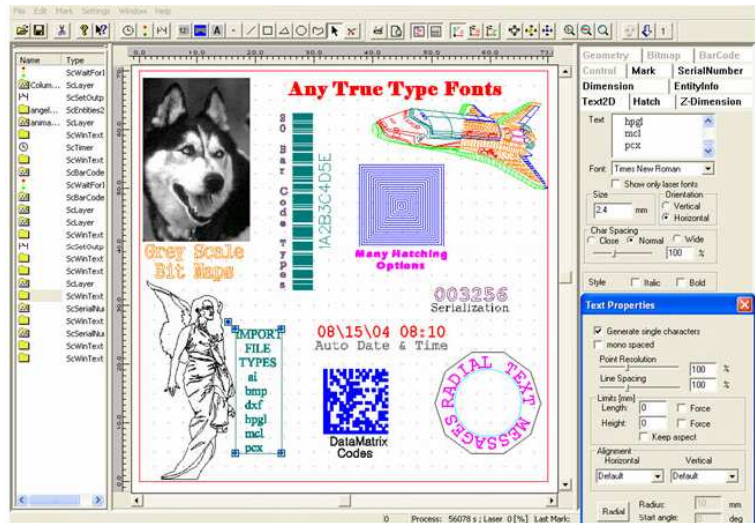 File Edit Mark Settings Window Help
Name Type
ScWaitFor1
Colum... ScLayer
ScSetOutp
angel... ScEntities2
anima... ScLayer
ScWinText
ScTimer
ScWinText
ScBarCode
ScWaitFor1
ScBarCode
ScLayer
ScWinText
ScSetOutp
ScWinText
ScWinText
ScLayer
ScWinText
ScSerialNu
ScWinText
ScSerialNu
ScWinText
ScWinText
Any True Type Fonts
20 Bar Code Types
1A2B3C4D5E
Grey Scale
Bit Maps
Many Hatching
Options
003256
Serialization
IMPORT
FILE
TYPES
ai
bmp
dxf
hpgl
mcl
pcx
08\15\04 08:10
Auto Date & Time
DataMatrix
Codes
RADIAL TEXT MESSAGES
Geometry Bitmap BarCode
Control Mark SerialNumber
Dimension EntityInfo
Text2D Hatch Z-Dimension
Text
hpgl
mcl
pcx
Font Times New Roman
Show only laser fonts
Size Orientation
2.4 mm Vertical
Horizontal
Char Spacing
Close Normal Wide
100 %
Style Italic Bold
Text Properties
Generate single characters
mono spaced
Point Resolution
100 %
Line Spacing
100 %
Limits [mm]
Length: 0 Force
Height: 0 Force
Keep aspect
Alignment
Horizontal Vertical
Default Default
Radial Radius: 10 mm
Start angle: deg
0 Process: 56078 s ; Laser 0 [%] Last Mark: